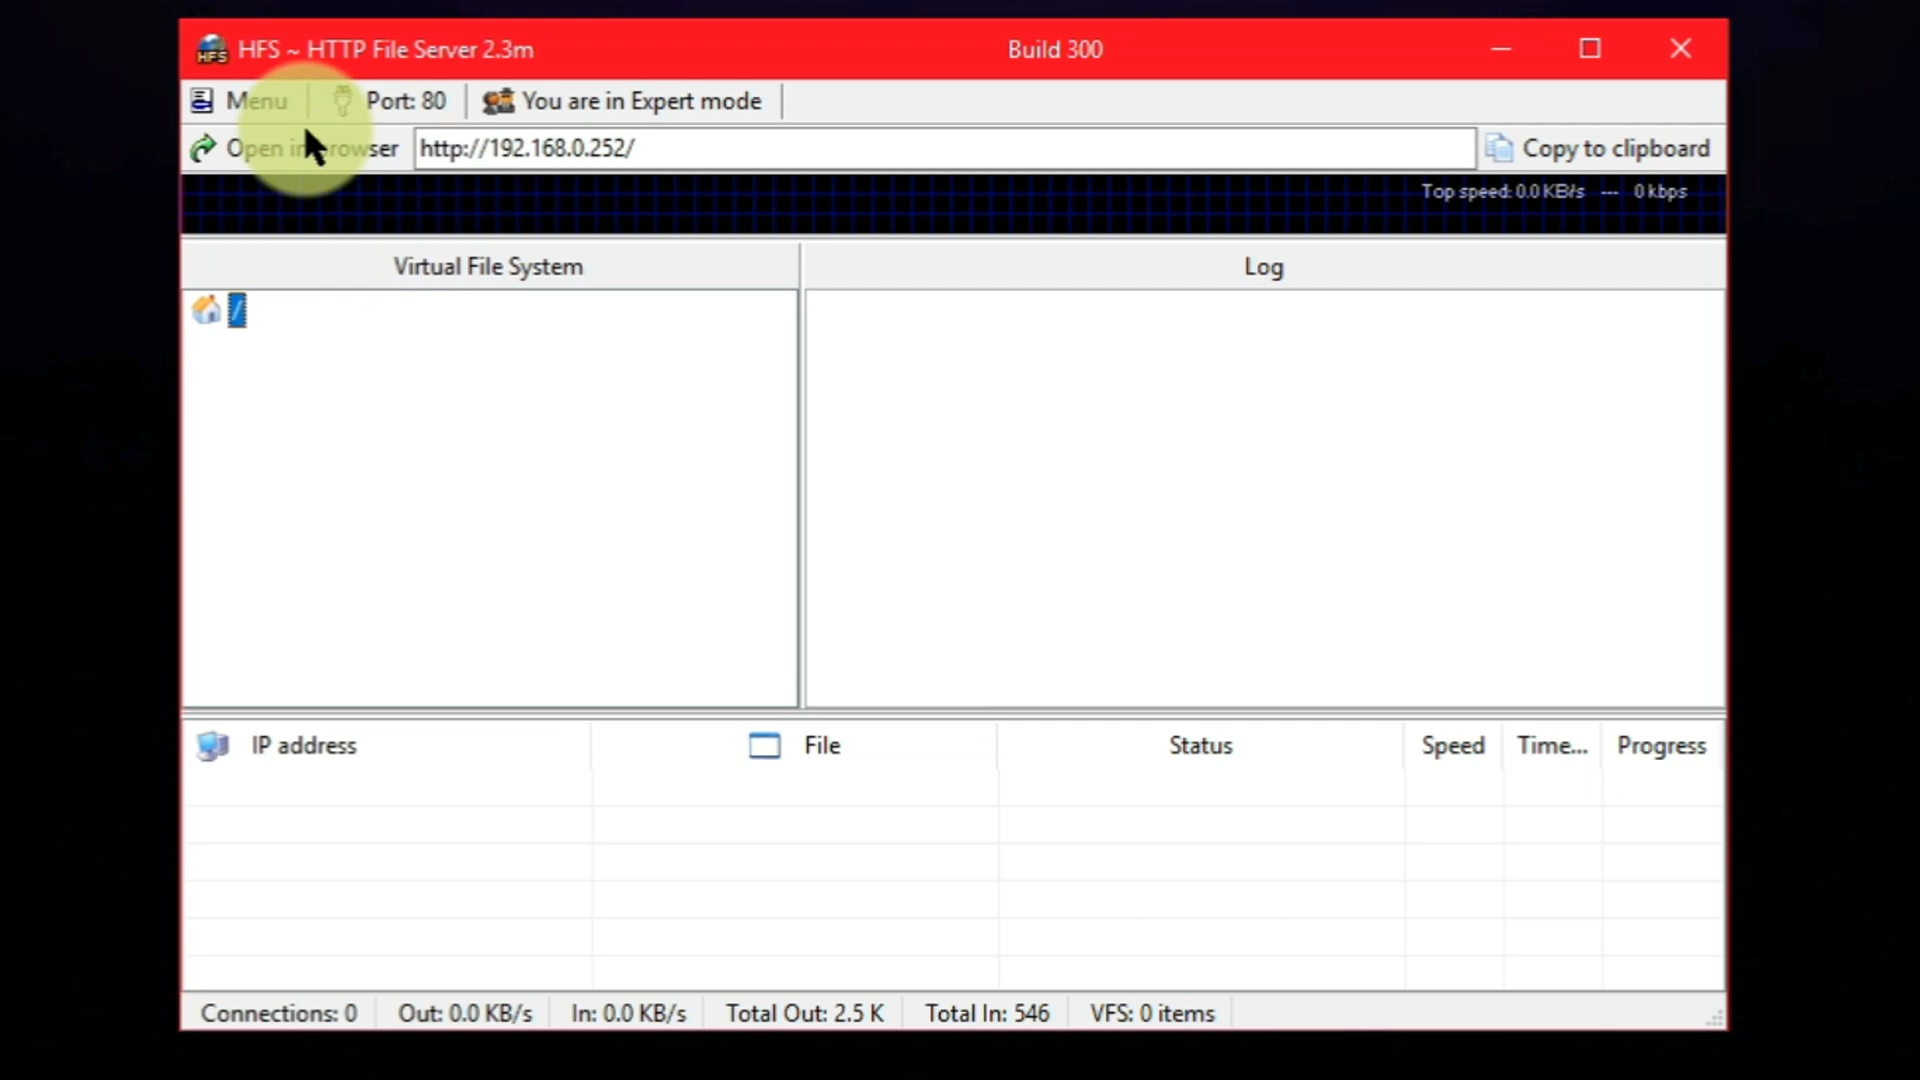 HFS ~ HTTP File Server 2.3m Build 300
Menu Port: 80 You are in Expert mode
Open in browser http://192.168.0.252/ Copy to clipboard
Top speed: 0.0 KB/s --- 0 kbps
Virtual File System Log
/
IP address File Status Speed Time... Progress
Connections: 0 Out: 0.0 KB/s In: 0.0 KB/s Total Out: 2.5 K Total In: 546 VFS: 0 items